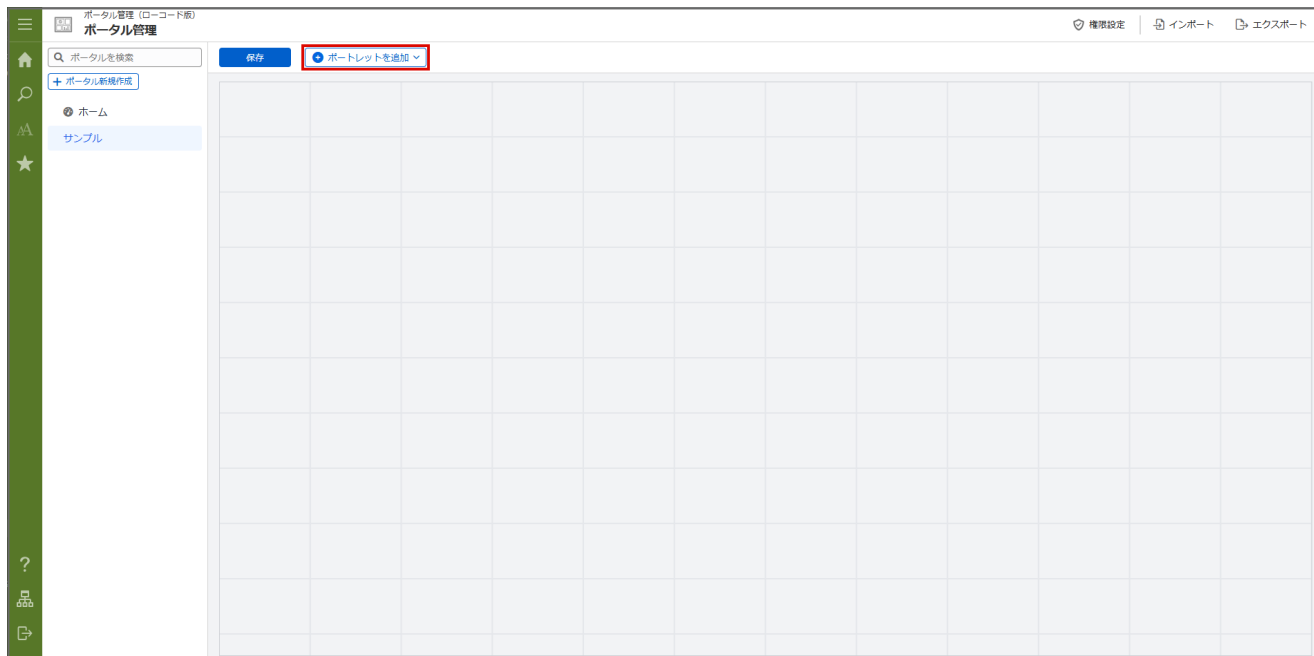 ポータル管理（ローコード版）
ポータル管理
権限設定
インポート
エクスポート
ポータルを検索
保存
ポートレットを追加
ポータル新規作成
ホーム
サンプル
AA
?